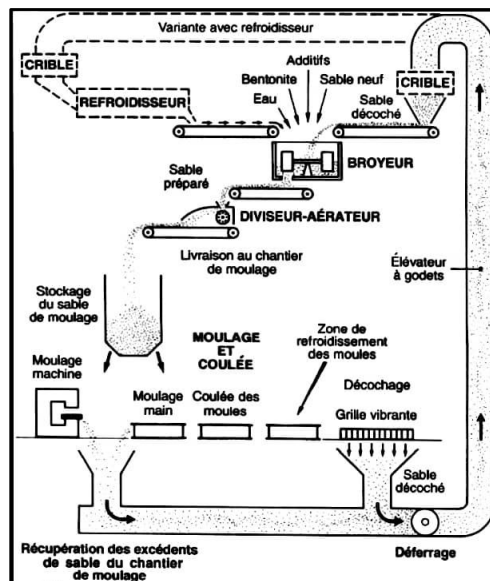 Variante avec refroidisseur
CRIBLE
REFROIDISSEUR
Additifs
Bentonite
Sable neuf
Eau
Sable
décoché
CRIBLE
BROYEUR
Sable
préparé
DIVISEUR-AÉRATEUR
Livraison au chantier
de moulage
Élévateur
à godets
Stockage
du sable
de moulage
MOULAGE
ET
COULÉE
Zone de
refroidissement
des moules
Moulage
machine
Moulage
main
Coulée des
moules
Décochage
Grille vibrante
Sable
décoché
Récupération des excédents
de sable du chantier
de moulage
Déferrage